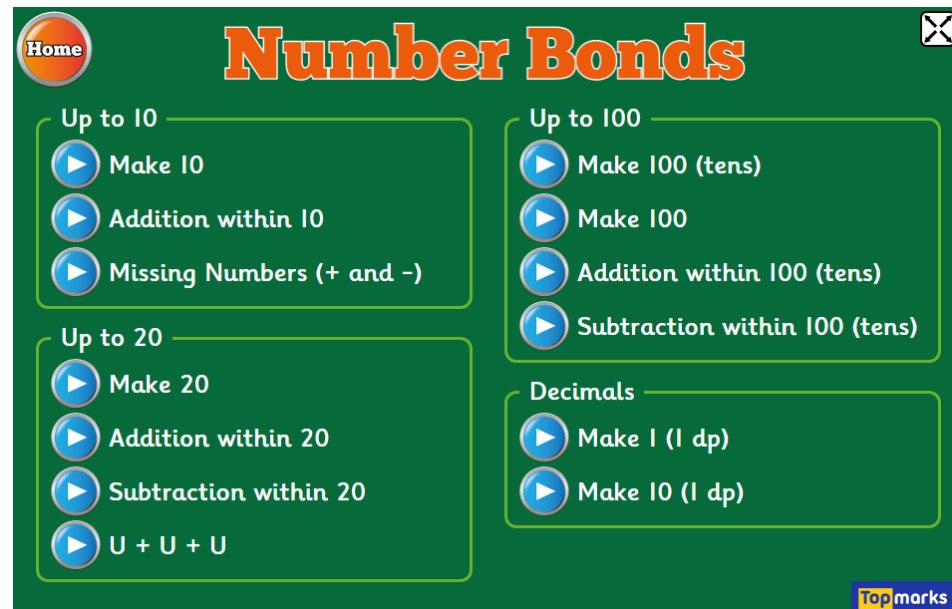 Home
Number Bonds
Up to 10
Make 10
Addition within 10
Missing Numbers (+ and -)
Up to 20
Make 20
Addition within 20
Subtraction within 20
U + U + U
Up to 100
Make 100 (tens)
Make 100
Addition within 100 (tens)
Subtraction within 100 (tens)
Decimals
Make 1 (1 dp)
Make 10 (1 dp)
Topmarks